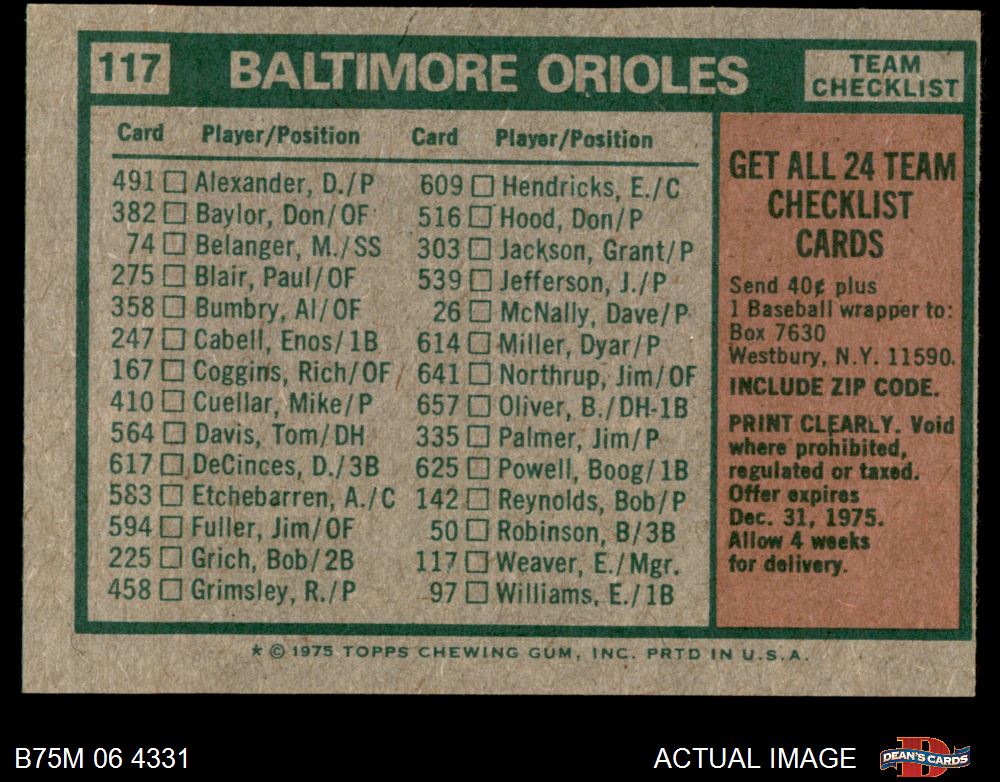 117 BALTIMORE ORIOLES TEAM CHECKLIST
Card Player/Position
491 Alexander, D./P
382 Baylor, Don/OF
74 Belanger, M./SS
275 Blair, Paul/OF
358 Bumbry, Al/OF
247 Cabell, Enos/1B
167 Coggins, Rich/OF
410 Cuellar, Mike/P
564 Davis, Tom/DH
617 DeCinces, D./3B
583 Etchebarren, A./C
594 Fuller, Jim/OF
225 Grich, Bob/2B
458 Grimsley, R./P
Card Player/Position
609 Hendricks, E./C
516 Hood, Don/P
303 Jackson, Grant/P
539 Jefferson, J./P
26 McNally, Dave/P
614 Miller, Dyar/P
641 Northrup, Jim/OF
657 Oliver, B./DH-1B
335 Palmer, Jim/P
625 Powell, Boog/1B
142 Reynolds, Bob/P
50 Robinson, B/3B
117 Weaver, E./Mgr.
97 Williams, E./1B
GET ALL 24 TEAM
CHECKLIST
CARDS
Send 40¢ plus
1 Baseball wrapper to:
Box 7630
Westbury, N.Y. 11590.
INCLUDE ZIP CODE.
PRINT CLEARLY. Void
where prohibited,
regulated or taxed.
Offer expires
Dec. 31, 1975.
Allow 4 weeks
for delivery.
* © 1975 TOPPS CHEWING GUM, INC. PRTD IN U.S.A.
B75M 06 4331
ACTUAL IMAGE
D
DEAN'S CARDS